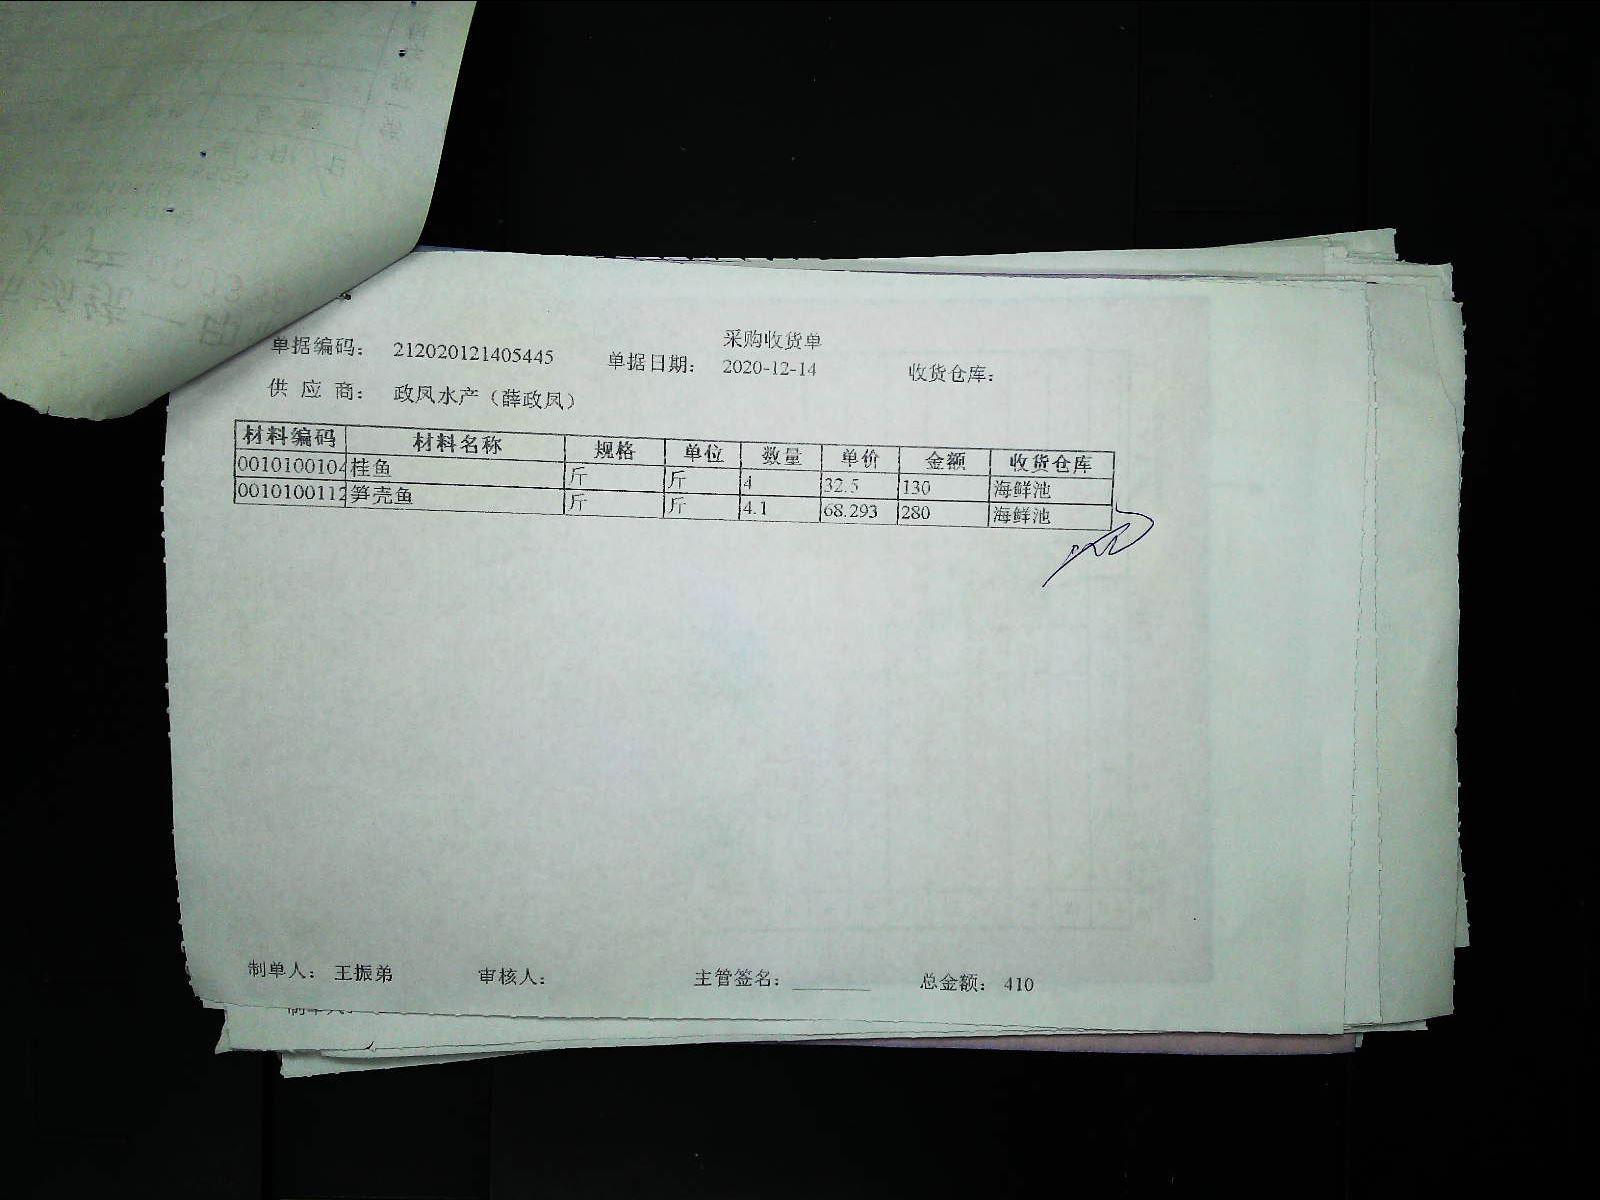 采购收货单
单据编码： 212020121405445 单据日期： 2020-12-14 收货仓库：
供 应 商： 政凤水产（薛政凤）
材料编码 材料名称 规格 单位 数量 单价 金额 收货仓库
0010100104 桂鱼 斤 斤 4 32.5 130 海鲜池
0010100112 笋壳鱼 斤 斤 4.1 68.293 280 海鲜池
制单人： 王振弟 审核人： 主管签名： 总金额： 410